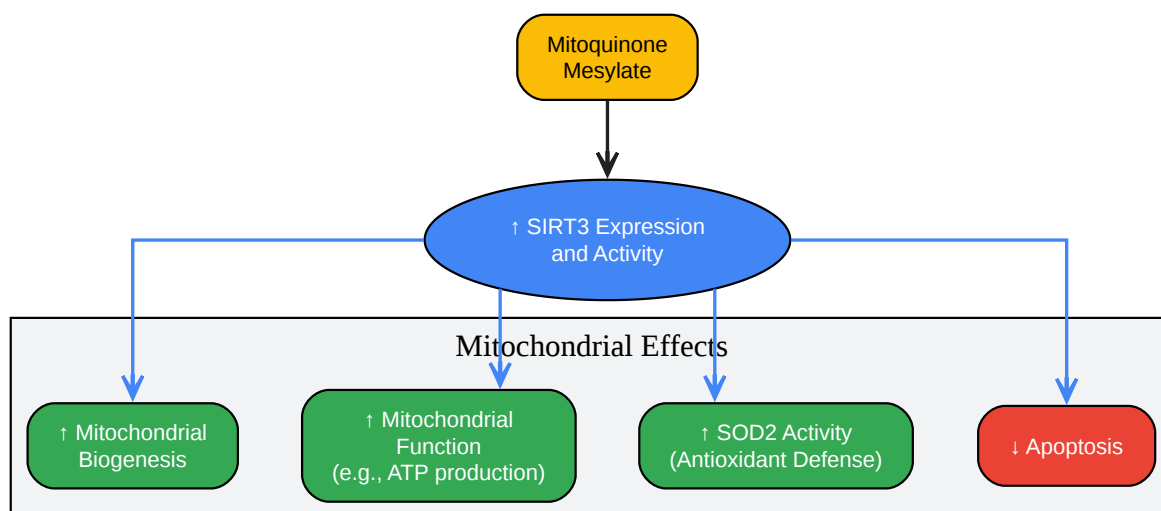 Mitoquinone
Mesylate
↑ SIRT3 Expression
and Activity
Mitochondrial Effects
↑ Mitochondrial
Biogenesis
↑ Mitochondrial
Function
(e.g., ATP production)
↑ SOD2 Activity
(Antioxidant Defense)
↓ Apoptosis